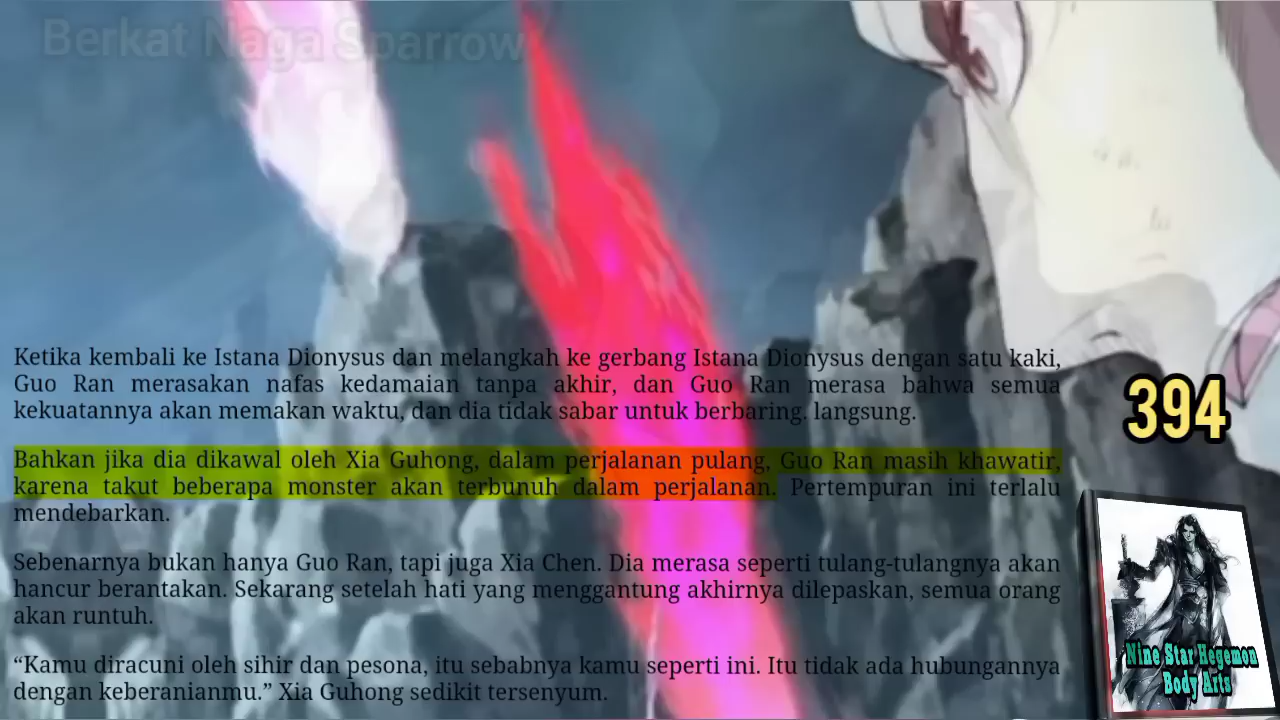 Berkat Naga Sparrow
Ketika kembali ke Istana Dionysus dan melangkah ke gerbang Istana Dionysus dengan satu kaki,
Guo Ran merasakan nafas kedamaian tanpa akhir, dan Guo Ran merasa bahwa semua
kekuatannya akan memakan waktu, dan dia tidak sabar untuk berbaring. langsung.
394
Bahkan jika dia dikawal oleh Xia Guhong, dalam perjalanan pulang, Guo Ran masih khawatir,
karena takut beberapa monster akan terbunuh dalam perjalanan. Pertempuran ini terlalu
mendebarkan.
Sebenarnya bukan hanya Guo Ran, tapi juga Xia Chen. Dia merasa seperti tulang-tulangnya akan
hancur berantakan. Sekarang setelah hati yang menggantung akhirnya dilepaskan, semua orang
akan runtuh.
“Kamu diracuni oleh sihir dan pesona, itu sebabnya kamu seperti ini. Itu tidak ada hubungannya
dengan keberanianmu.” Xia Guhong sedikit tersenyum.
Nine Star Hegemon
Body Arts